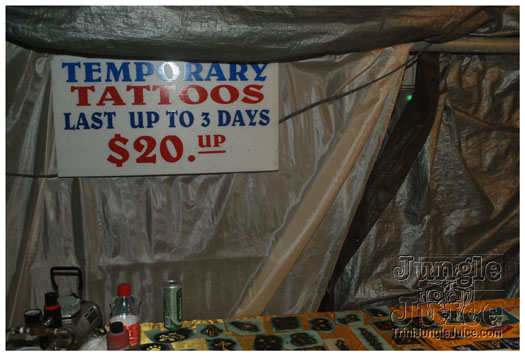 TEMPORARY
TATTOOS
LAST UP TO 3 DAYS
$20.UP
Jungle
Juice
TriniJungleJuice.com